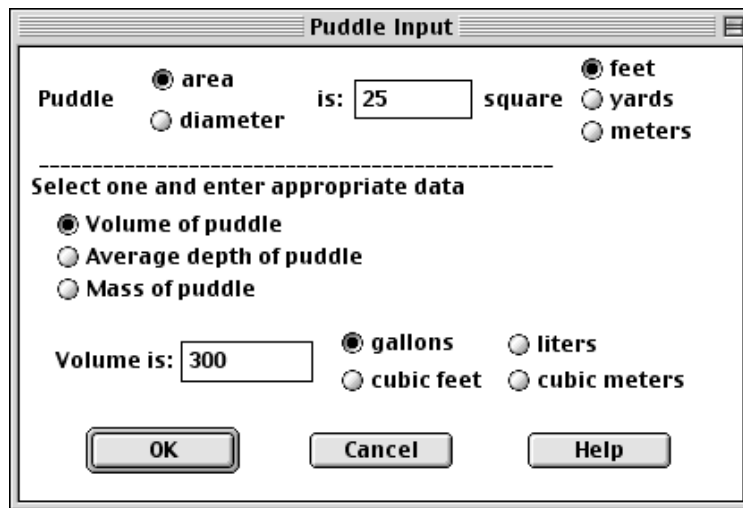 Puddle Input
Puddle area is: 25 square feet
diameter yards
meters
Select one and enter appropriate data
Volume of puddle
Average depth of puddle
Mass of puddle
Volume is: 300 gallons liters
cubic feet cubic meters
OK Cancel Help